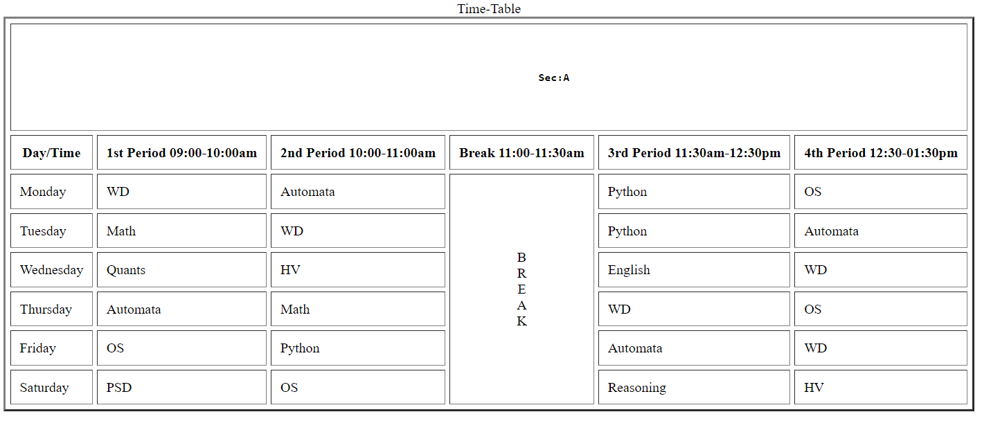 Time-Table
Sec:A
Day/Time 1st Period 09:00-10:00am 2nd Period 10:00-11:00am Break 11:00-11:30am 3rd Period 11:30am-12:30pm 4th Period 12:30-01:30pm
Monday WD Automata Python OS
Tuesday Math WD Python Automata
Wednesday Quants HV English WD
Thursday Automata Math WD OS
Friday OS Python Automata WD
Saturday PSD OS Reasoning HV
B
R
E
A
K